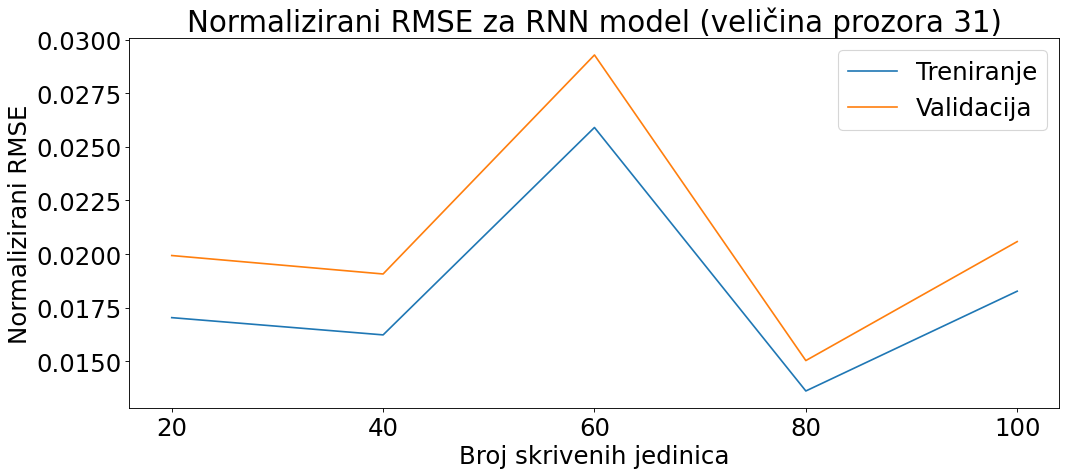 Normalizirani RMSE za RNN model (veličina prozora 31)
Normalizirani RMSE
0.0300
0.0275
0.0250
0.0225
0.0200
0.0175
0.0150
Treniranje
Validacija
20 40 60 80 100
Broj skrivenih jedinica